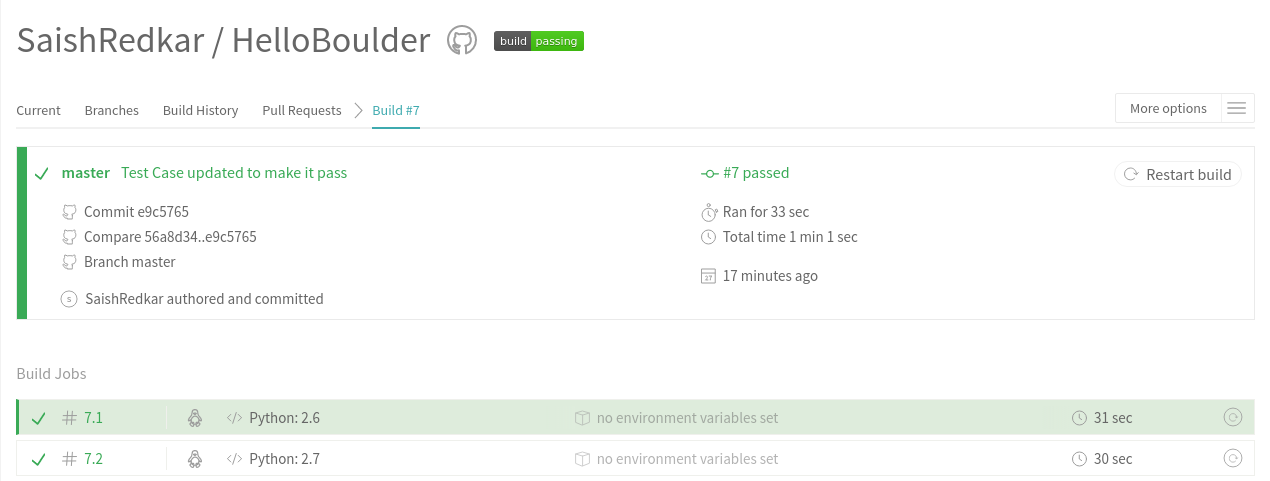 SaishRedkar / HelloBoulder build passing
Current Branches Build History Pull Requests Build #7 More options
master Test Case updated to make it pass #7 passed Restart build
Commit e9c5765 Ran for 33 sec
Compare 56a8d34..e9c5765 Total time 1 min 1 sec
Branch master
17 minutes ago
S SaishRedkar authored and committed
Build Jobs
# 7.1 </> Python: 2.6 no environment variables set 31 sec
# 7.2 </> Python: 2.7 no environment variables set 30 sec